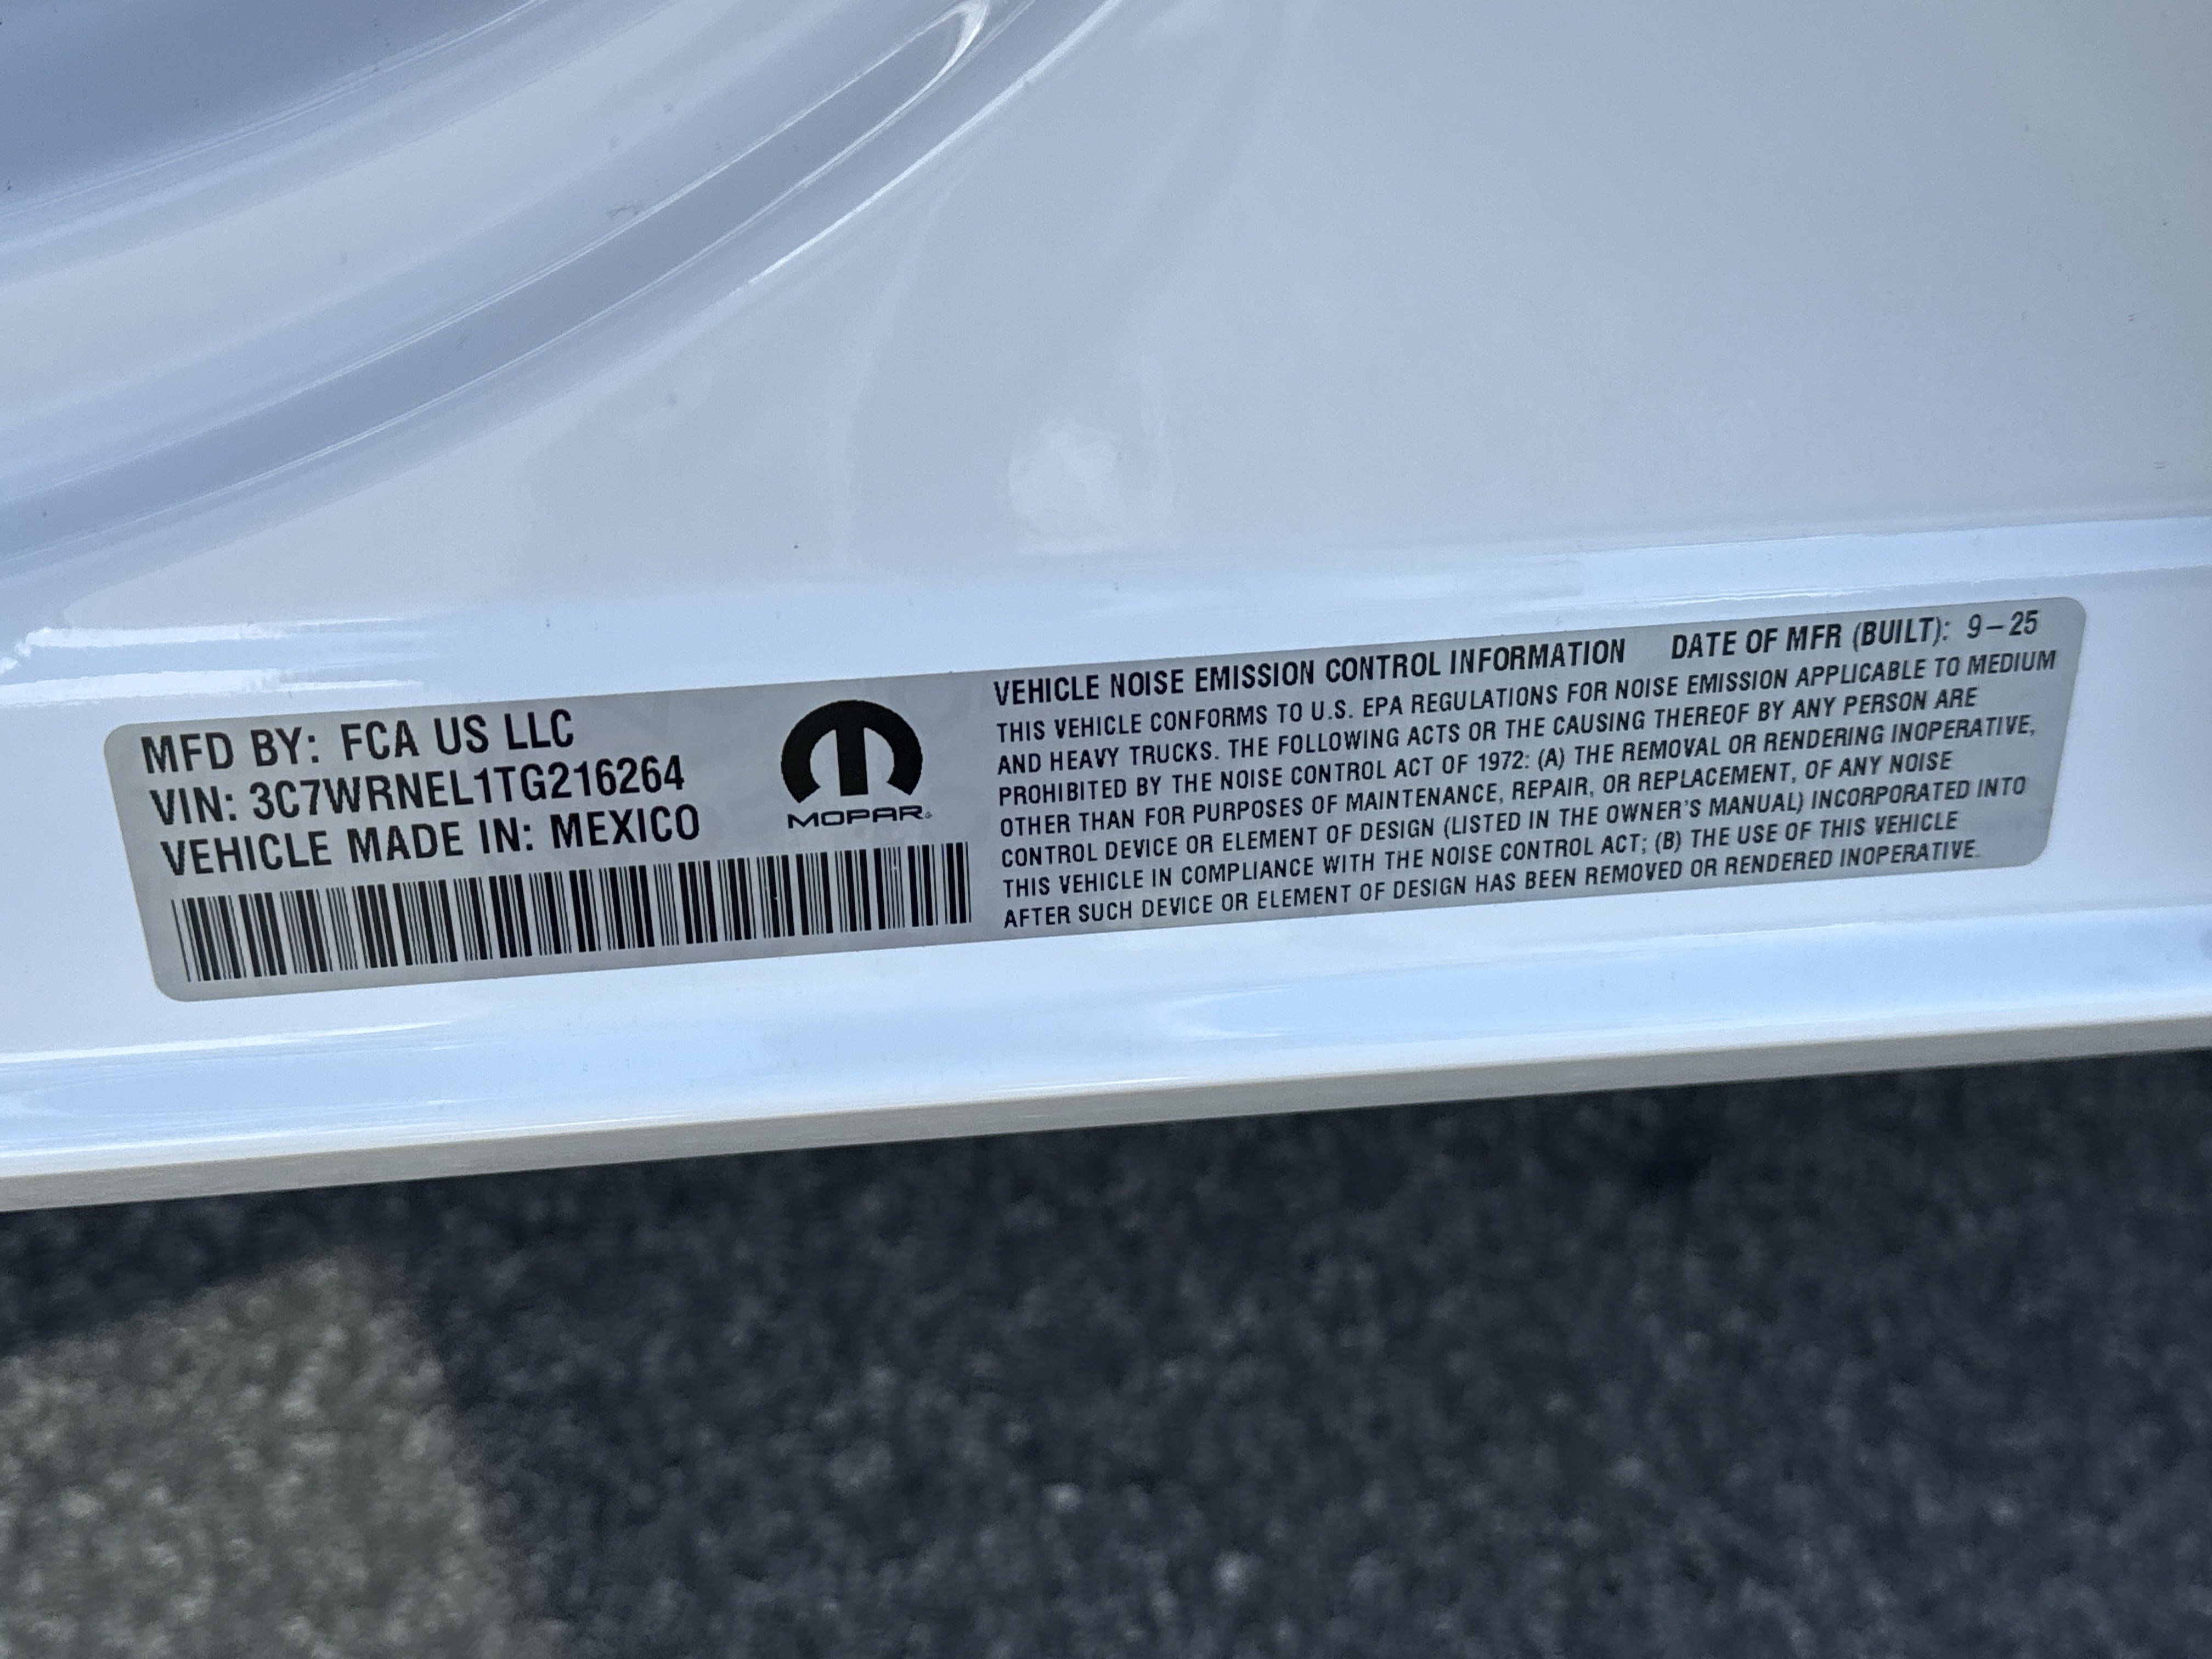 MFD BY: FCA US LLC
VIN: 3C7WRNEL1TG216264
VEHICLE MADE IN: MEXICO
MOPAR®
VEHICLE NOISE EMISSION CONTROL INFORMATION DATE OF MFR (BUILT): 9-25
THIS VEHICLE CONFORMS TO U.S. EPA REGULATIONS FOR NOISE EMISSION APPLICABLE TO MEDIUM
AND HEAVY TRUCKS. THE FOLLOWING ACTS OR THE CAUSING THEREOF BY ANY PERSON ARE
PROHIBITED BY THE NOISE CONTROL ACT OF 1972: (A) THE REMOVAL OR RENDERING INOPERATIVE,
OTHER THAN FOR PURPOSES OF MAINTENANCE, REPAIR, OR REPLACEMENT, OF ANY NOISE
CONTROL DEVICE OR ELEMENT OF DESIGN (LISTED IN THE OWNER'S MANUAL) INCORPORATED INTO
THIS VEHICLE IN COMPLIANCE WITH THE NOISE CONTROL ACT; (B) THE USE OF THIS VEHICLE
AFTER SUCH DEVICE OR ELEMENT OF DESIGN HAS BEEN REMOVED OR RENDERED INOPERATIVE.